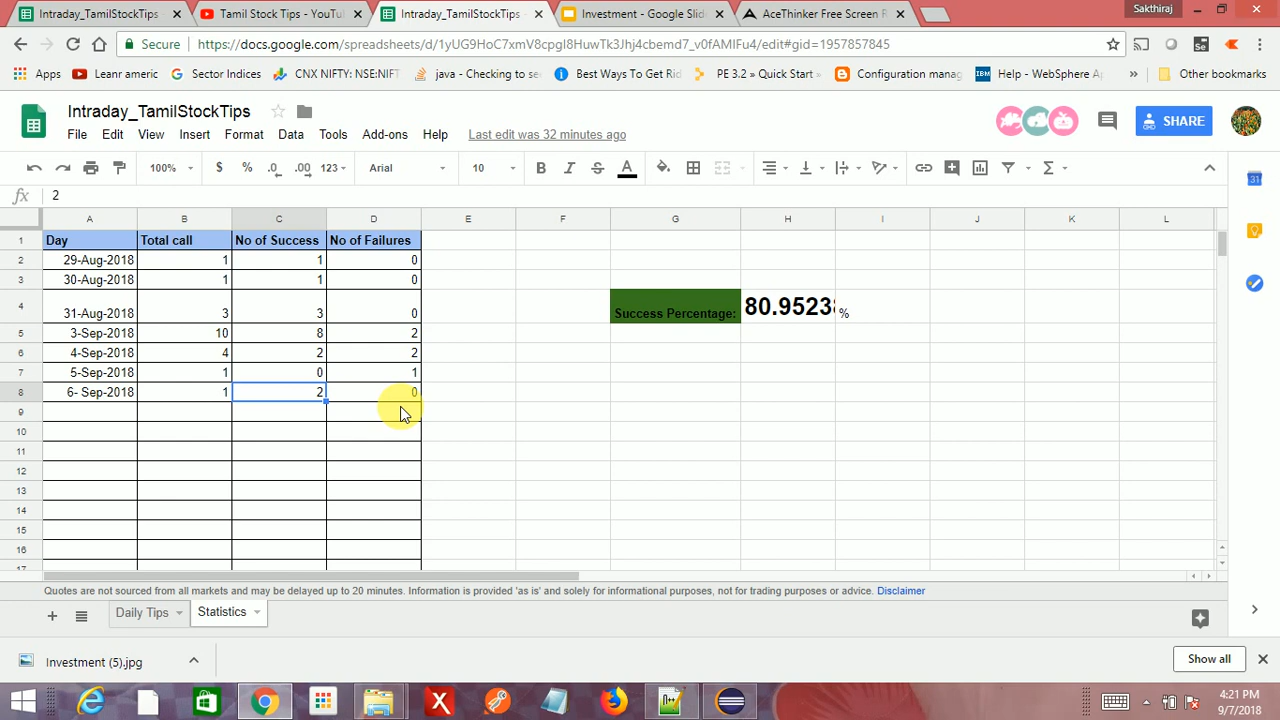 Intraday_TamilStockTips
Tamil Stock Tips - YouTu
Intraday_TamilStockTips -
Investment - Google Slid
AceThinker Free Screen R
Sakthiraj
Secure
Apps
Leanr americ
Sector Indices
CNX NIFTY: NSE:NIFT
java - Checking to se
Best Ways To Get Rid
PE 3.2 » Quick Start
Configuration manag
Help - WebSphere Ap
»
Other bookmarks
Intraday_TamilStockTips
File Edit View Insert Format Data Tools Add-ons Help Last edit was 32 minutes ago
SHARE
100% $ % .0 .00 123 Arial 10 B I S A
fx 2
A B C D E F G H I J K L
1 Day Total call No of Success No of Failures
2 29-Aug-2018 1 1 0
3 30-Aug-2018 1 1 0
4 31-Aug-2018 3 3 0 Success Percentage: 80.9523 %
5 3-Sep-2018 10 8 2
6 4-Sep-2018 4 2 2
7 5-Sep-2018 1 0 1
8 6- Sep-2018 1 2 0
9
10
11
12
13
14
15
16
17
Quotes are not sourced from all markets and may be delayed up to 20 minutes. Information is provided 'as is' and solely for informational purposes, not for trading purposes or advice. Disclaimer
Daily Tips Statistics
Investment (5).jpg
Show all
4:21 PM
9/7/2018